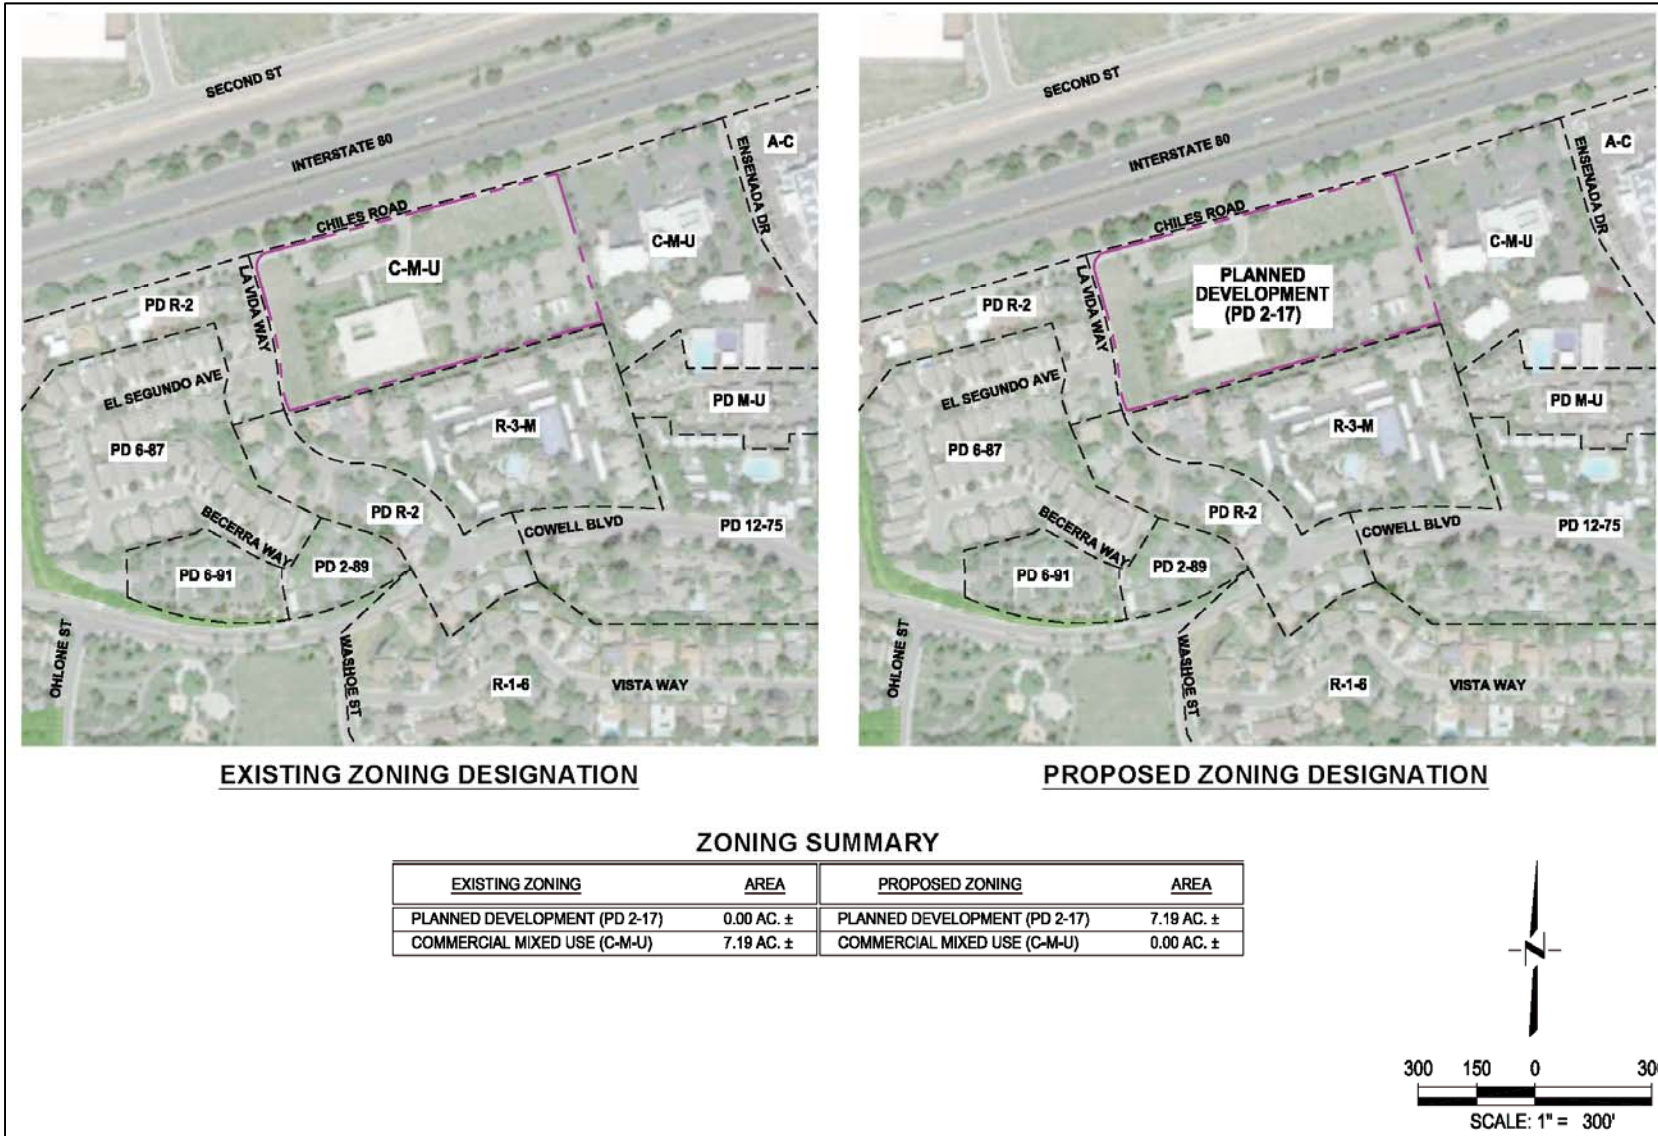 SECOND ST
INTERSTATE 80
A-C
ENSENADA DR
CHILES ROAD
C-M-U
C-M-U
LA VIDA WAY
PD R-2
EL SEGUNDO AVE
PD M-U
R-3-M
PD 6-87
PD R-2
BECERRA WAY
COWELL BLVD
PD 12-75
PD 6-91
PD 2-89
OHLONE ST
WASHOE ST
R-1-6
VISTA WAY
EXISTING ZONING DESIGNATION
SECOND ST
INTERSTATE 80
A-C
ENSENADA DR
CHILES ROAD
C-M-U
PLANNED
DEVELOPMENT
(PD 2-17)
LA VIDA WAY
PD R-2
EL SEGUNDO AVE
PD M-U
R-3-M
PD 6-87
PD R-2
BECERRA WAY
COWELL BLVD
PD 12-75
PD 6-91
PD 2-89
OHLONE ST
WASHOE ST
R-1-6
VISTA WAY
PROPOSED ZONING DESIGNATION
ZONING SUMMARY
EXISTING ZONING AREA PROPOSED ZONING AREA
PLANNED DEVELOPMENT (PD 2-17) 0.00 AC. ± PLANNED DEVELOPMENT (PD 2-17) 7.19 AC. ±
COMMERCIAL MIXED USE (C-M-U) 7.19 AC. ± COMMERCIAL MIXED USE (C-M-U) 0.00 AC. ±
N
300 150 0
SCALE: 1" = 300'